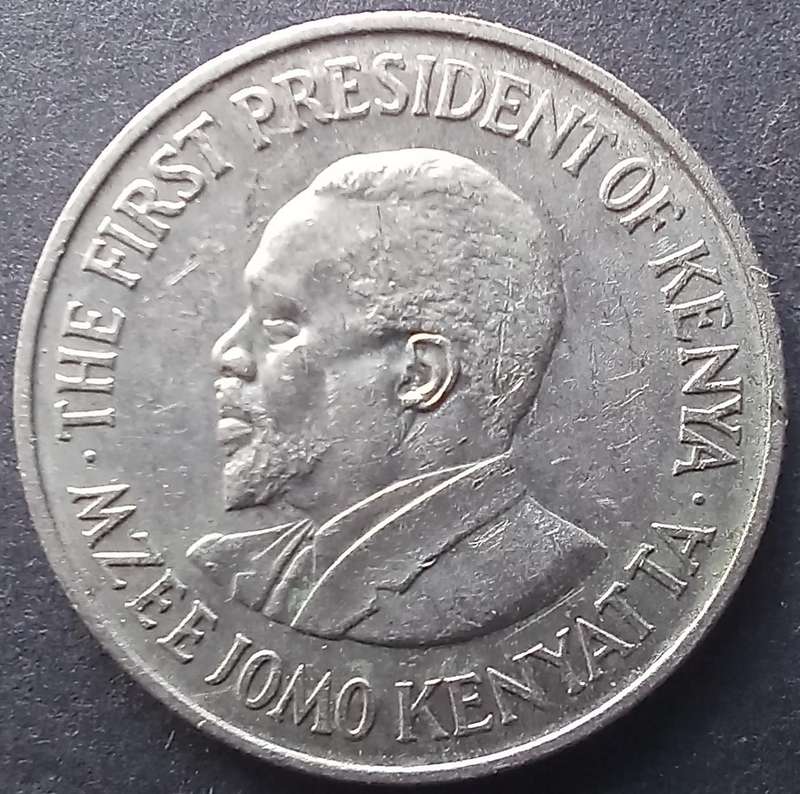 · THE FIRST PRESIDENT OF KENYA ·
MZEE JOMO KENYATTA